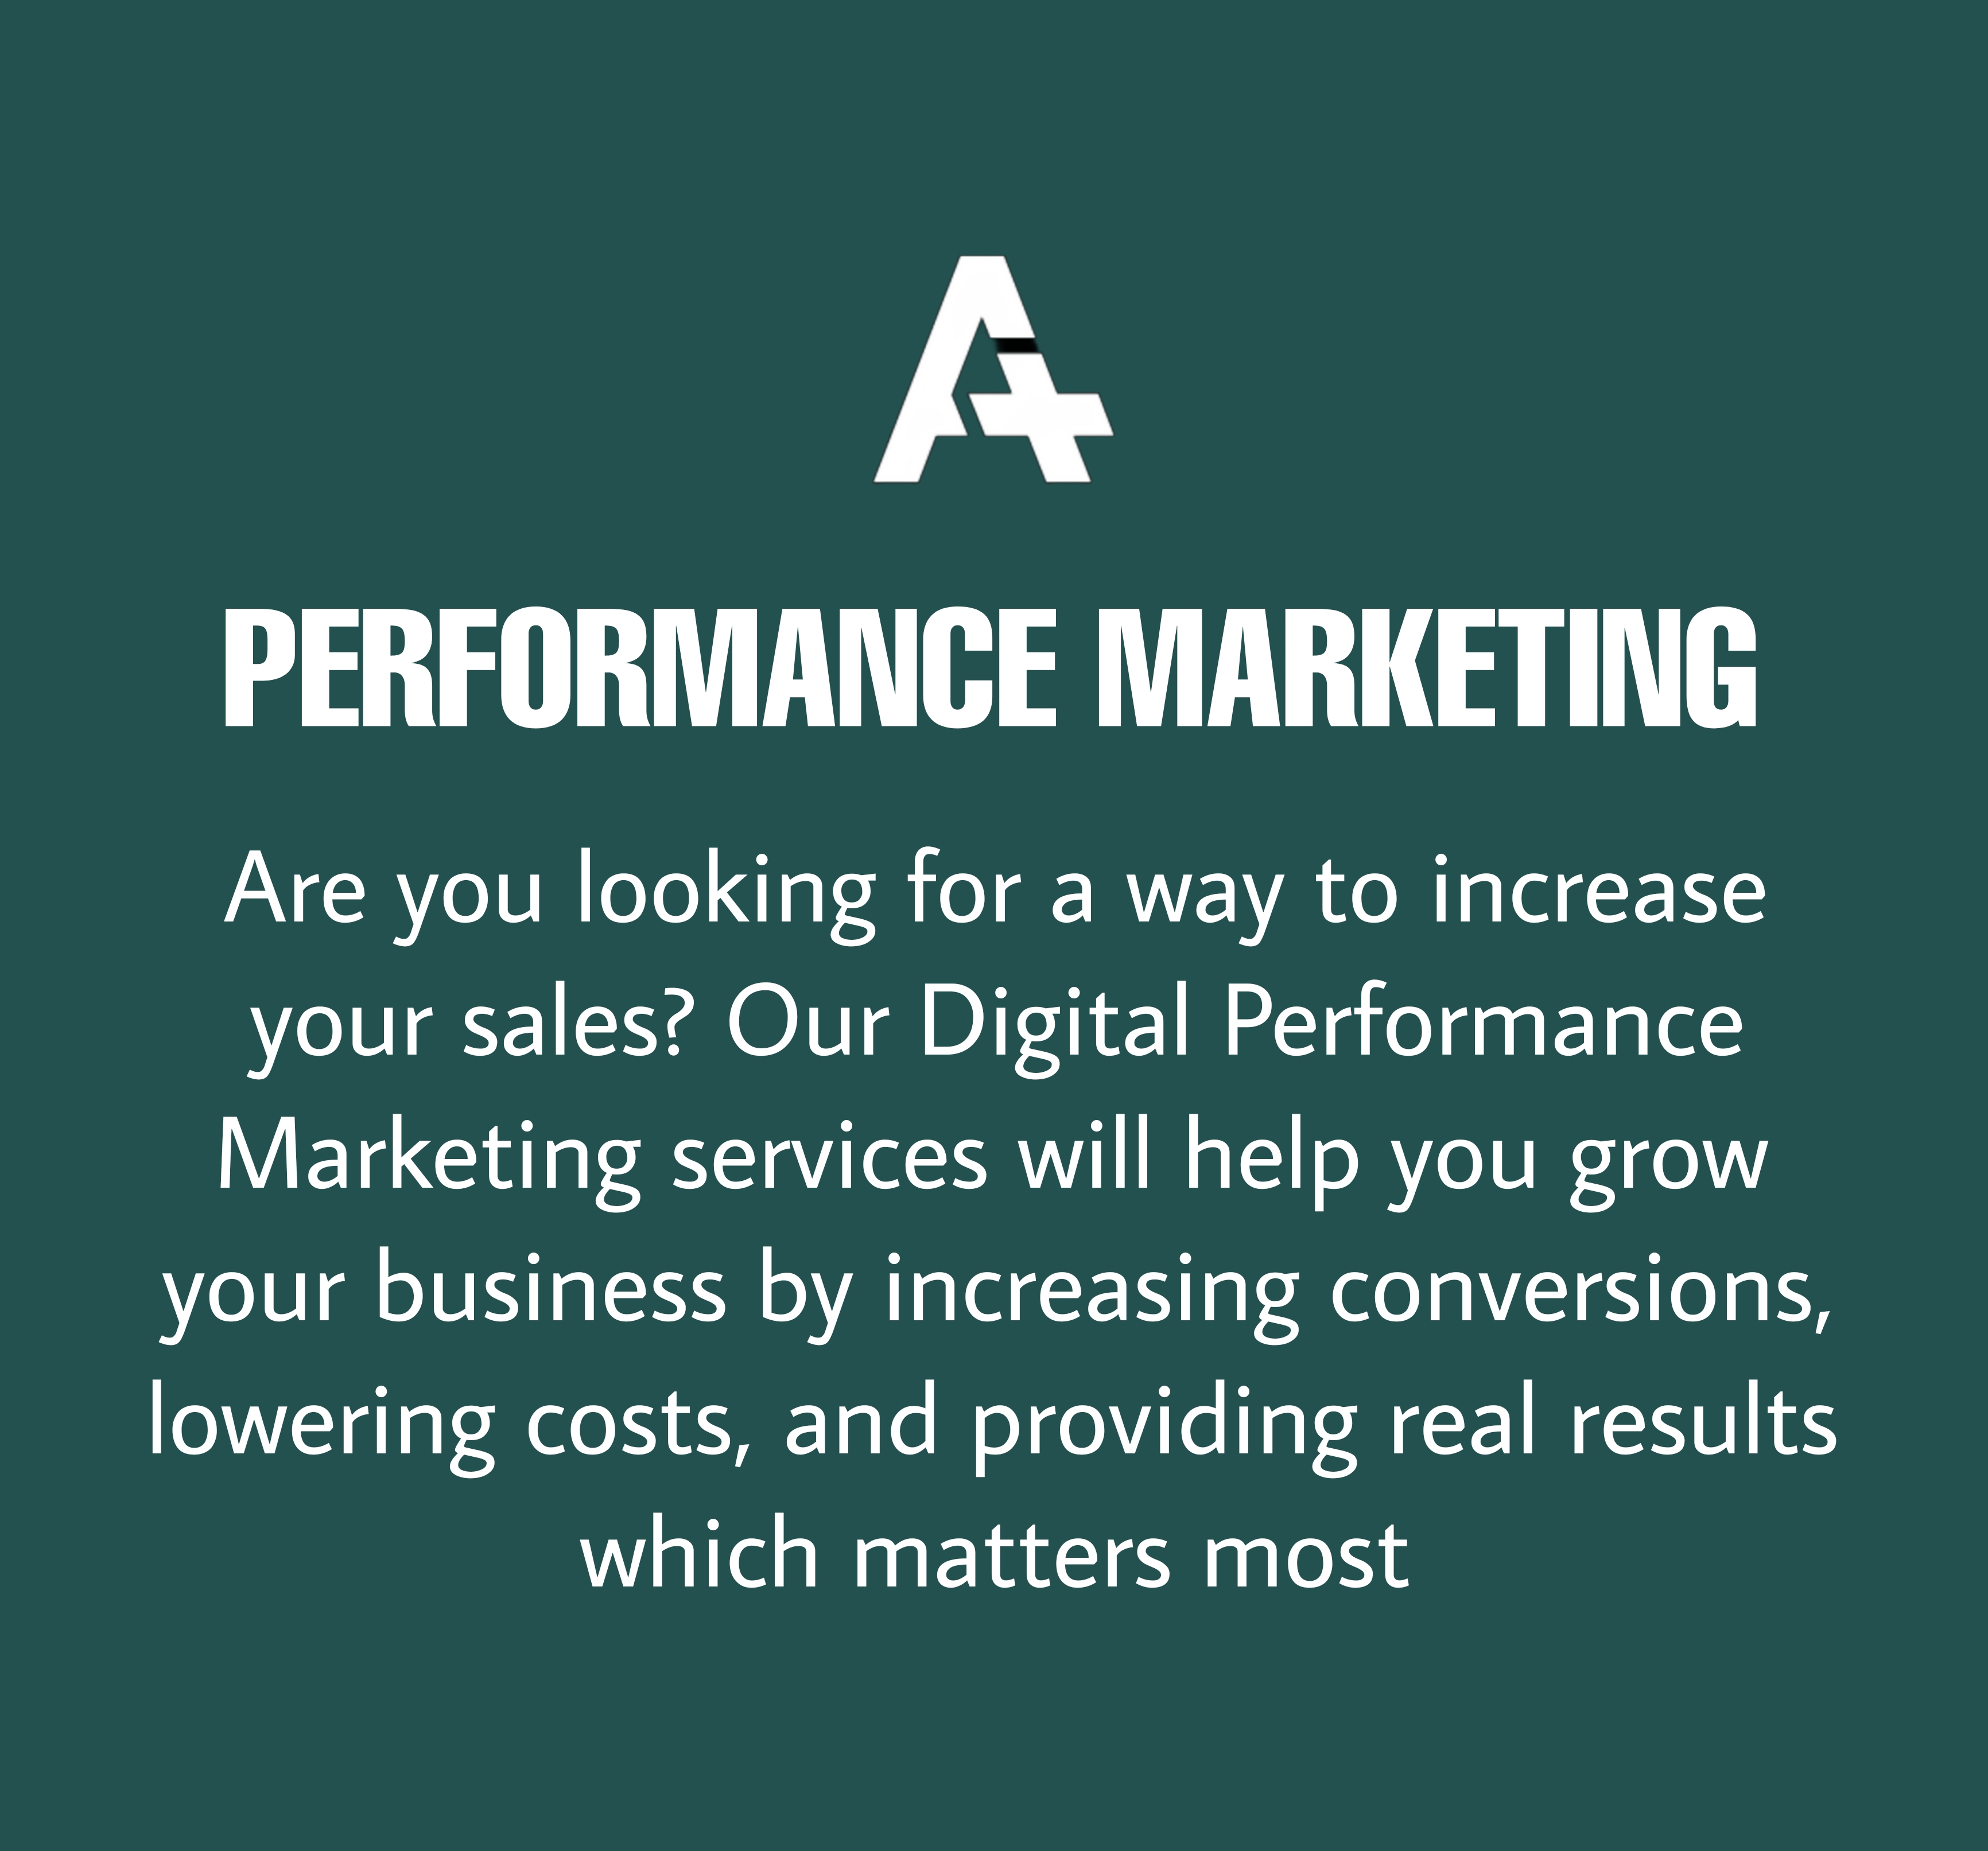 A+
PERFORMANCE MARKETING
Are you looking for a way to increase
your sales? Our Digital Performance
Marketing services will help you grow
your business by increasing conversions,
lowering costs, and providing real results
which matters most